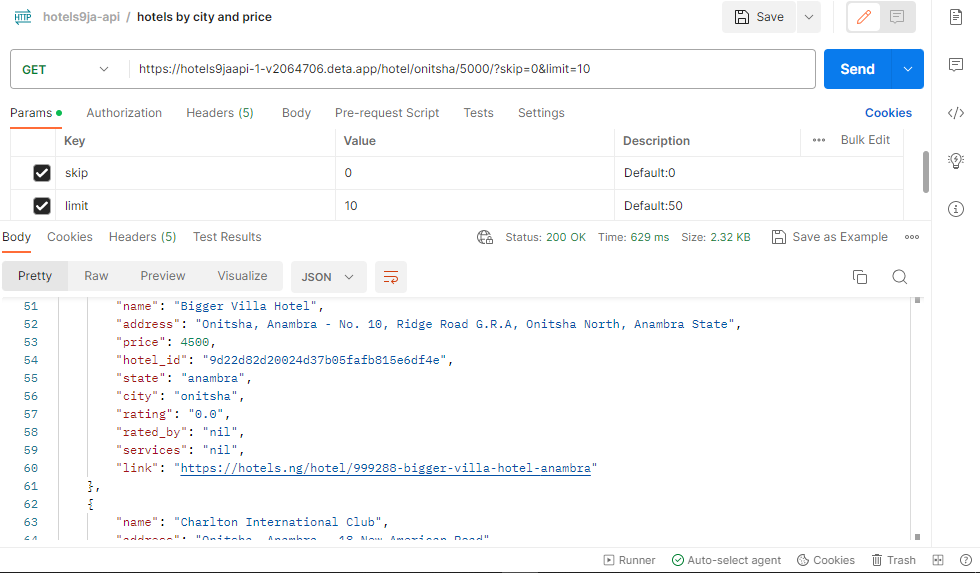 HTTP hotels9ja-api / hotels by city and price Save
GET https://hotels9jaapi-1-v2064706.deta.app/hotel/onitsha/5000/?skip=0&limit=10 Send
Params Authorization Headers (5) Body Pre-request Script Tests Settings Cookies
Key Value Description Bulk Edit
skip 0 Default:0
limit 10 Default:50
Body Cookies Headers (5) Test Results Status: 200 OK Time: 629 ms Size: 2.32 KB Save as Example
Pretty Raw Preview Visualize JSON
51 "name": "Bigger Villa Hotel",
52 "address": "Onitsha, Anambra - No. 10, Ridge Road G.R.A, Onitsha North, Anambra State",
53 "price": 4500,
54 "hotel_id": "9d22d82d20024d37b05fafb815e6df4e",
55 "state": "anambra",
56 "city": "onitsha",
57 "rating": "0.0",
58 "rated_by": "nil",
59 "services": "nil",
60 "link": "https://hotels.ng/hotel/999288-bigger-villa-hotel-anambra"
61 },
62 {
63 "name": "Charlton International Club",
64 "address": "Onitsha, Anambra - 18 New American Road"
Runner Auto-select agent Cookies Trash